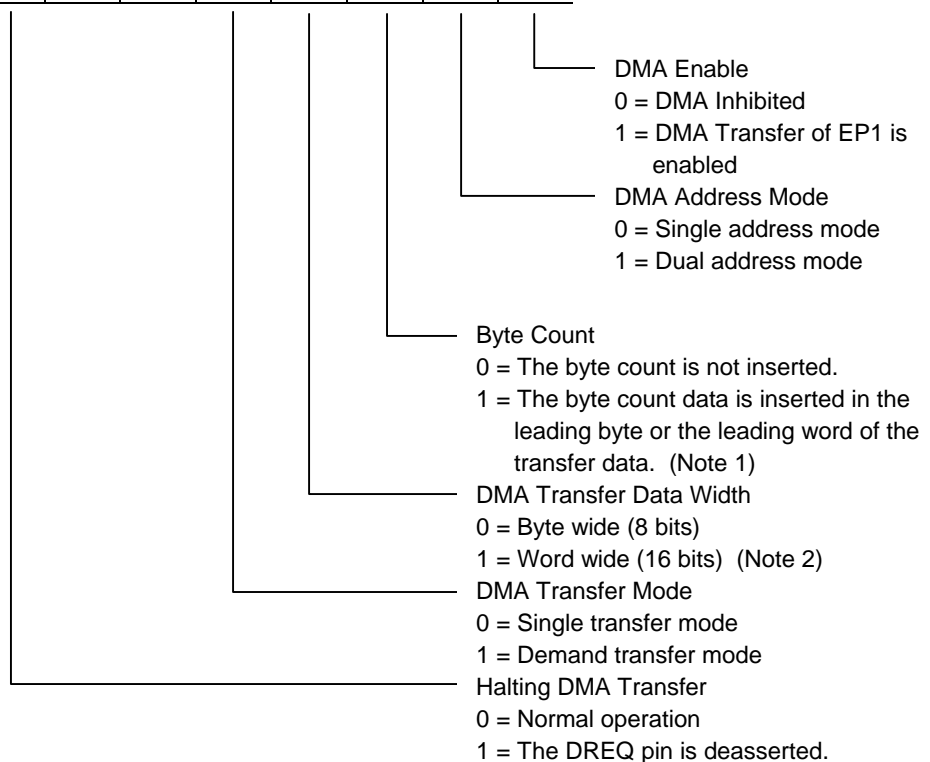 DMA Enable
0 = DMA Inhibited
1 = DMA Transfer of EP1 is
enabled
DMA Address Mode
0 = Single address mode
1 = Dual address mode
Byte Count
0 = The byte count is not inserted.
1 = The byte count data is inserted in the
leading byte or the leading word of the
transfer data. (Note 1)
DMA Transfer Data Width
0 = Byte wide (8 bits)
1 = Word wide (16 bits) (Note 2)
DMA Transfer Mode
0 = Single transfer mode
1 = Demand transfer mode
Halting DMA Transfer
0 = Normal operation
1 = The DREQ pin is deasserted.